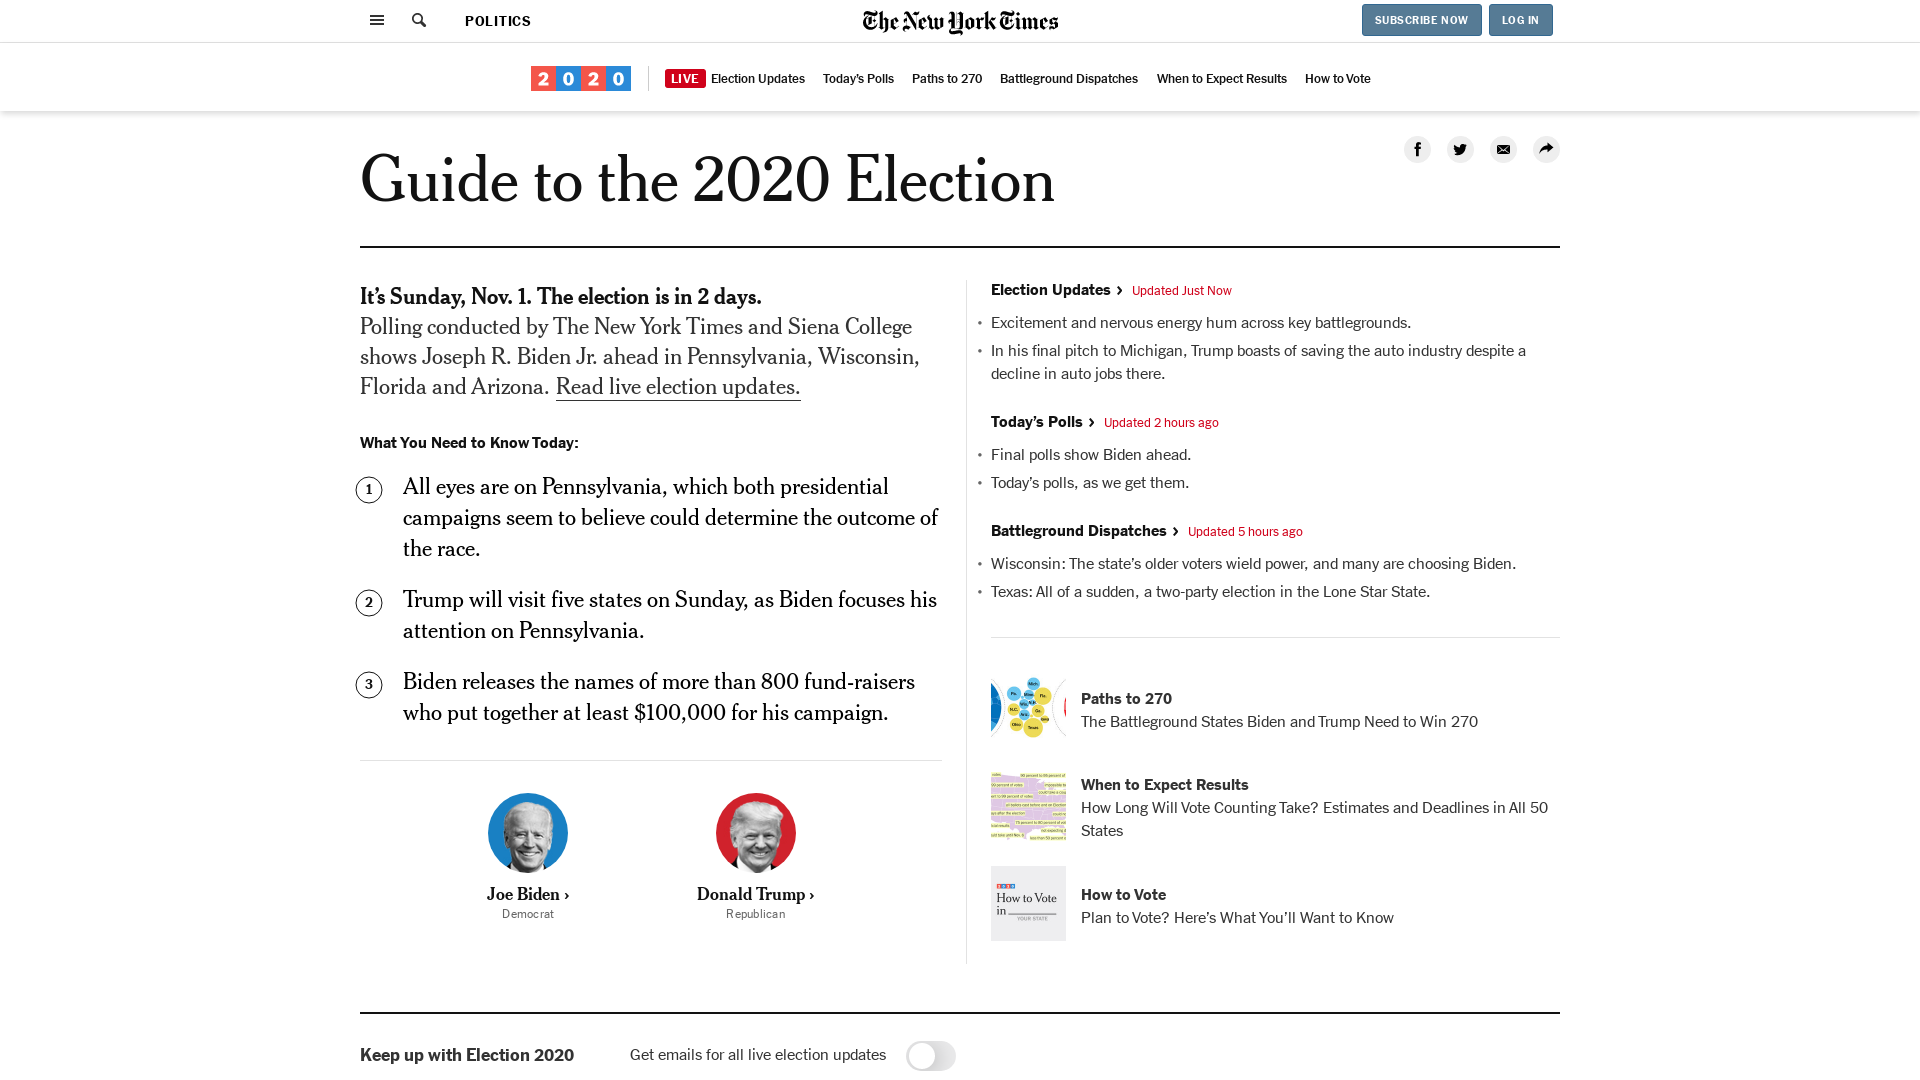 POLITICS
The New York Times
SUBSCRIBE NOW
LOG IN
2020
LIVE Election Updates
Today's Polls
Paths to 270
Battleground Dispatches
When to Expect Results
How to Vote
Guide to the 2020 Election
It's Sunday, Nov. 1. The election is in 2 days.
Polling conducted by The New York Times and Siena College
shows Joseph R. Biden Jr. ahead in Pennsylvania, Wisconsin,
Florida and Arizona. Read live election updates.
What You Need to Know Today:
1 All eyes are on Pennsylvania, which both presidential
campaigns seem to believe could determine the outcome of
the race.
2 Trump will visit five states on Sunday, as Biden focuses his
attention on Pennsylvania.
3 Biden releases the names of more than 800 fund-raisers
who put together at least $100,000 for his campaign.
Joe Biden ›
Democrat
Donald Trump ›
Republican
Election Updates › Updated Just Now
• Excitement and nervous energy hum across key battlegrounds.
• In his final pitch to Michigan, Trump boasts of saving the auto industry despite a
decline in auto jobs there.
Today's Polls › Updated 2 hours ago
• Final polls show Biden ahead.
• Today's polls, as we get them.
Battleground Dispatches › Updated 5 hours ago
• Wisconsin: The state's older voters wield power, and many are choosing Biden.
• Texas: All of a sudden, a two-party election in the Lone Star State.
Paths to 270
The Battleground States Biden and Trump Need to Win 270
When to Expect Results
How Long Will Vote Counting Take? Estimates and Deadlines in All 50
States
How to Vote
in
YOUR STATE
How to Vote
Plan to Vote? Here's What You'll Want to Know
Keep up with Election 2020
Get emails for all live election updates